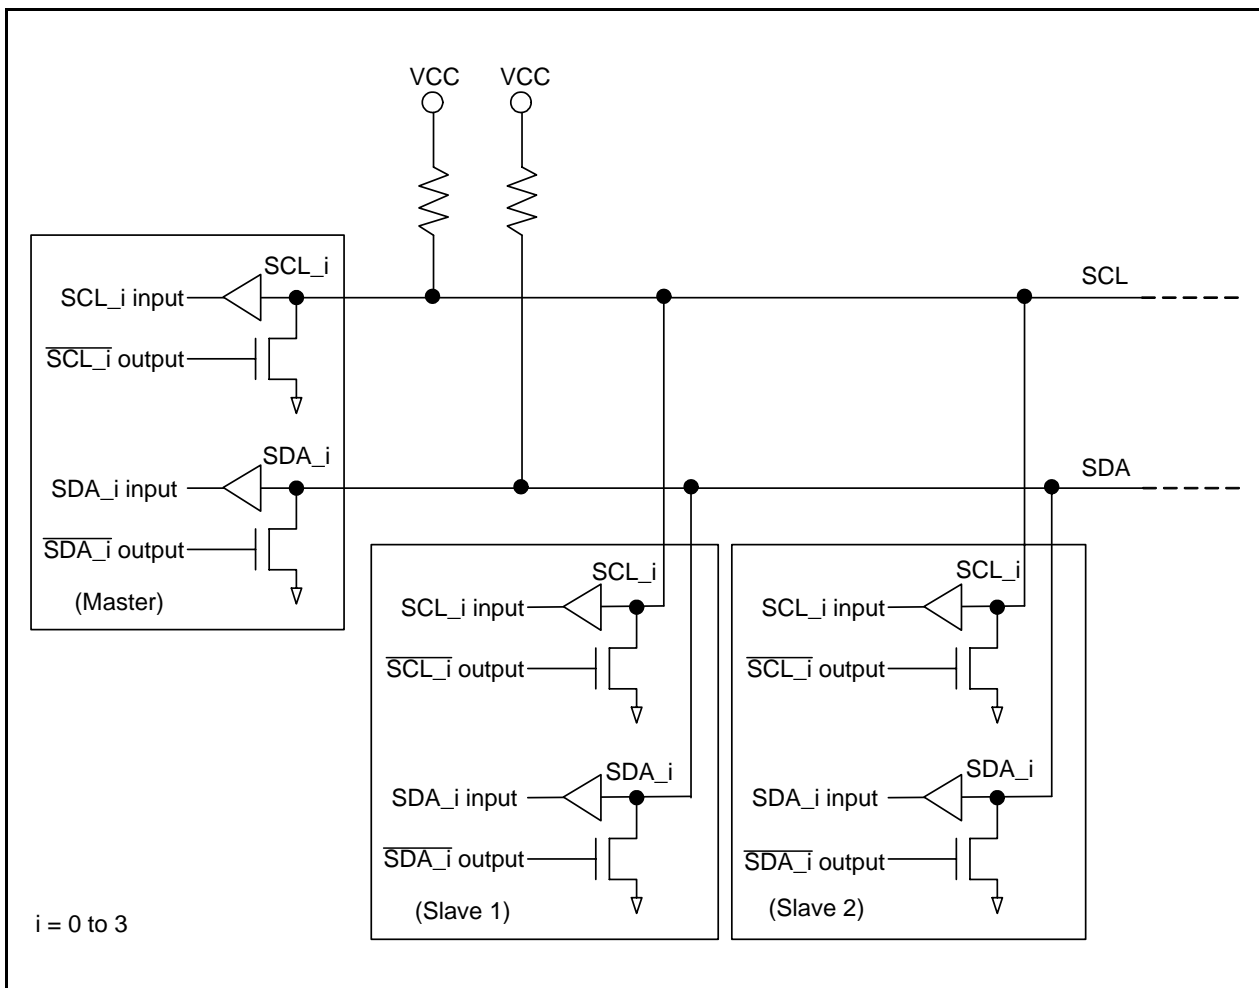 VCC VCC
SCL_i
SCL_i input
SCL_i output
SCL
SDA_i
SDA_i input
SDA_i output
(Master)
SDA
SCL_i
SCL_i input
SCL_i output
SDA_i
SDA_i input
SDA_i output
(Slave 1)
SCL_i
SCL_i input
SCL_i output
SDA_i
SDA_i input
SDA_i output
(Slave 2)
i = 0 to 3